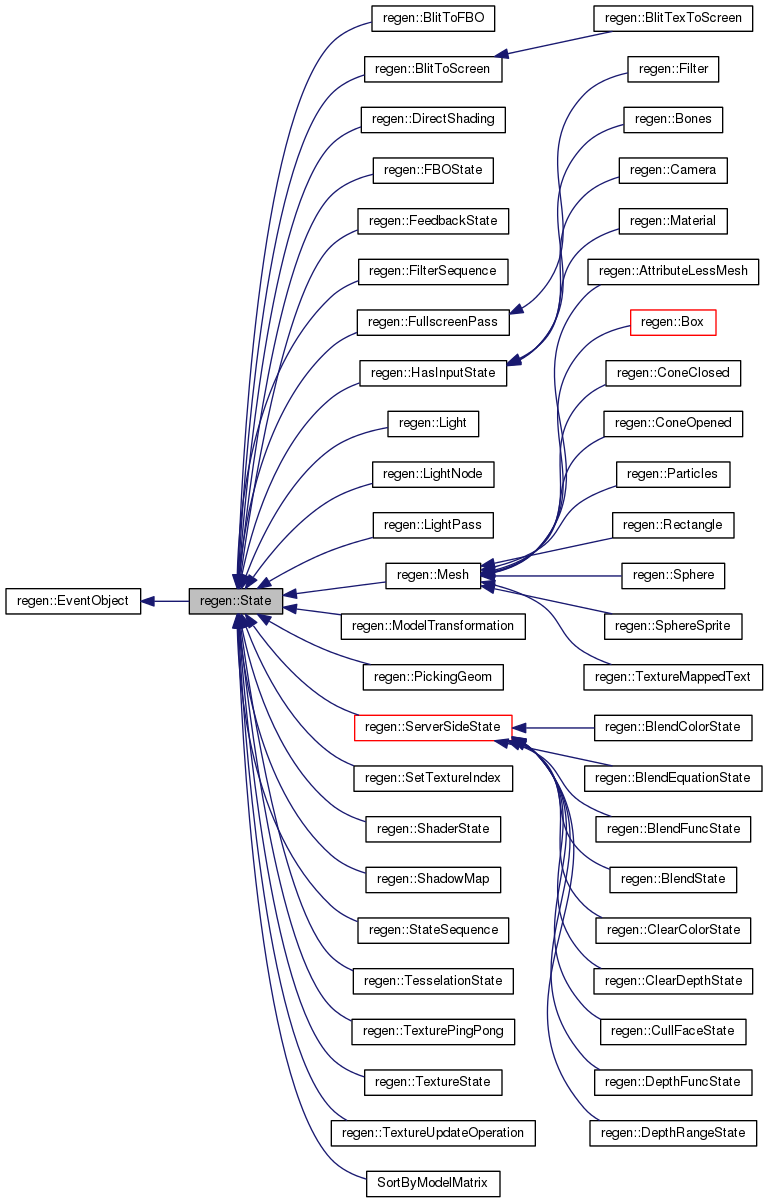 regen::BlitToFBO
regen::BlitTexToScreen
regen::BlitToScreen
regen::Filter
regen::DirectShading
regen::Bones
regen::FBOState
regen::Camera
regen::FeedbackState
regen::Material
regen::FilterSequence
regen::AttributeLessMesh
regen::FullscreenPass
regen::Box
regen::HasInputState
regen::ConeClosed
regen::Light
regen::ConeOpened
regen::LightNode
regen::Particles
regen::LightPass
regen::Rectangle
regen::Mesh
regen::Sphere
regen::EventObject
regen::State
regen::ModelTransformation
regen::SphereSprite
regen::PickingGeom
regen::TextureMappedText
regen::ServerSideState
regen::BlendColorState
regen::SetTextureIndex
regen::BlendEquationState
regen::ShaderState
regen::BlendFuncState
regen::ShadowMap
regen::BlendState
regen::StateSequence
regen::ClearColorState
regen::TesselationState
regen::ClearDepthState
regen::TexturePingPong
regen::CullFaceState
regen::TextureState
regen::DepthFuncState
regen::TextureUpdateOperation
regen::DepthRangeState
SortByModelMatrix